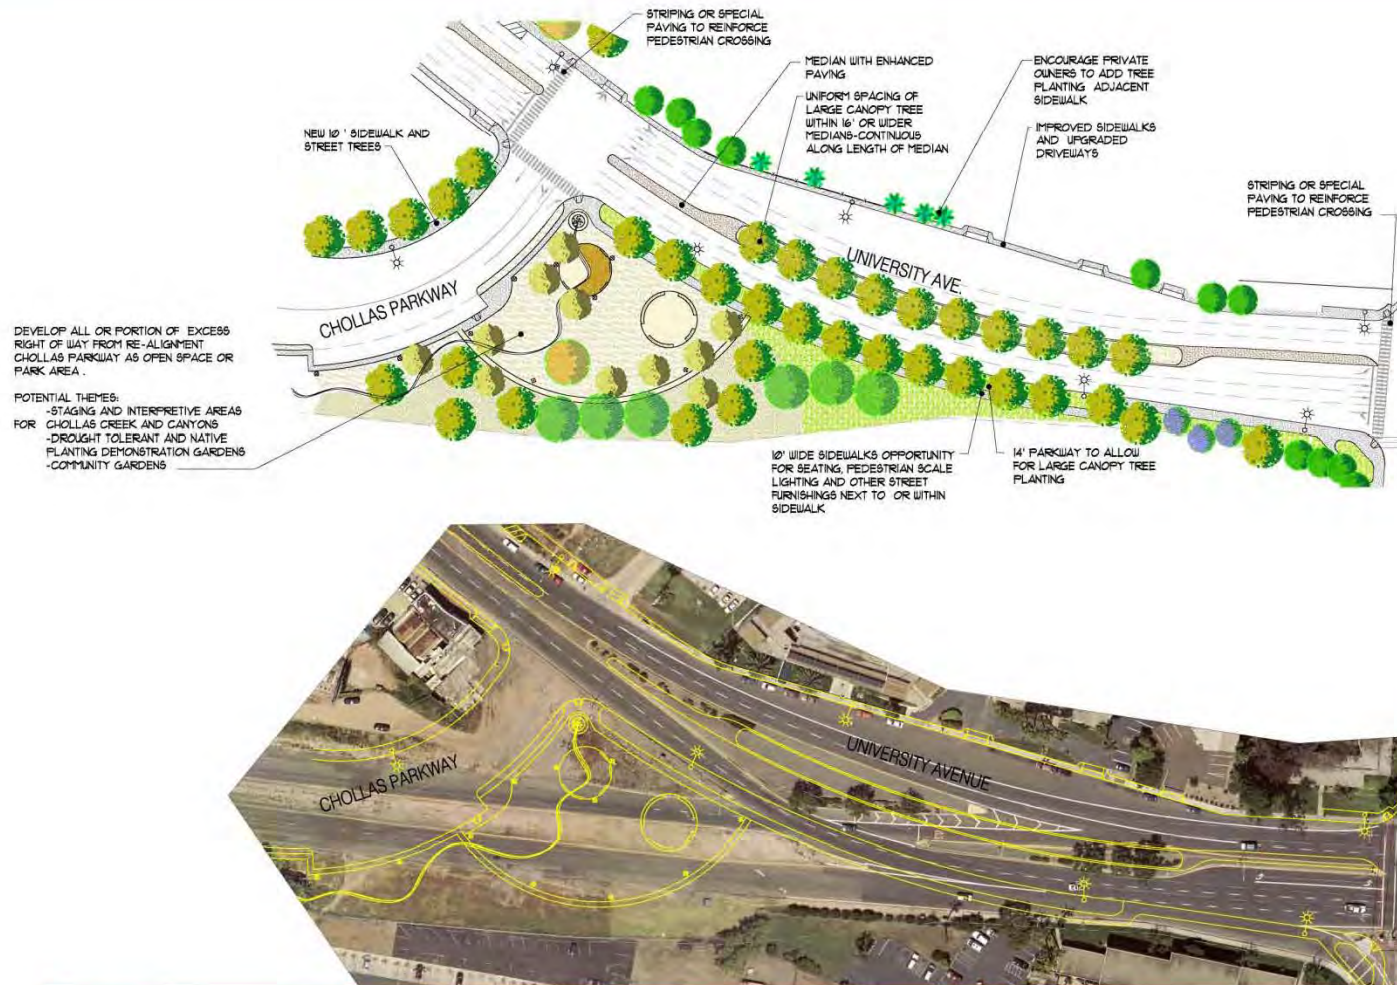 STRIPING OR SPECIAL
PAVING TO REINFORCE
PEDESTRIAN CROSSING
MEDIAN WITH ENHANCED
PAVING
UNIFORM SPACING OF
LARGE CANOPY TREE
WITHIN 16' OR WIDER
MEDIANS-CONTINUOUS
ALONG LENGTH OF MEDIAN
ENCOURAGE PRIVATE
OWNERS TO ADD TREE
PLANTING ADJACENT
SIDEWALK
IMPROVED SIDEWALKS
AND UPGRADED
DRIVEWAYS
NEW 10 ' SIDEWALK AND
STREET TREES
STRIPING OR SPECIAL
PAVING TO REINFORCE
PEDESTRIAN CROSSING
UNIVERSITY AVE.
CHOLLAS PARKWAY
DEVELOP ALL OR PORTION OF EXCESS
RIGHT OF WAY FROM RE-ALIGNMENT
CHOLLAS PARKWAY AS OPEN SPACE OR
PARK AREA .
POTENTIAL THEMES:
-STAGING AND INTERPRETIVE AREAS
FOR CHOLLAS CREEK AND CANYONS
-DROUGHT TOLERANT AND NATIVE
PLANTING DEMONSTRATION GARDENS
-COMMUNITY GARDENS
10' WIDE SIDEWALKS OPPORTUNITY
FOR SEATING, PEDESTRIAN SCALE
LIGHTING AND OTHER STREET
FURNISHINGS NEXT TO OR WITHIN
SIDEWALK
14' PARKWAY TO ALLOW
FOR LARGE CANOPY TREE
PLANTING
UNIVERSITY AVENUE
CHOLLAS PARKWAY